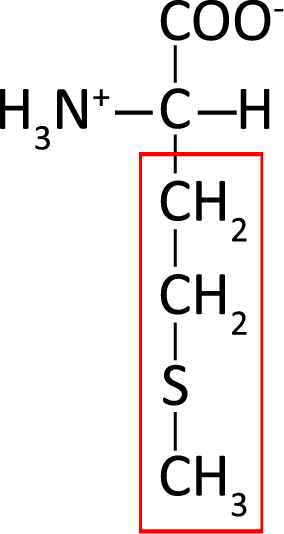 COO⁻
H₃N⁺—C—H
CH₂
CH₂
S
CH₃